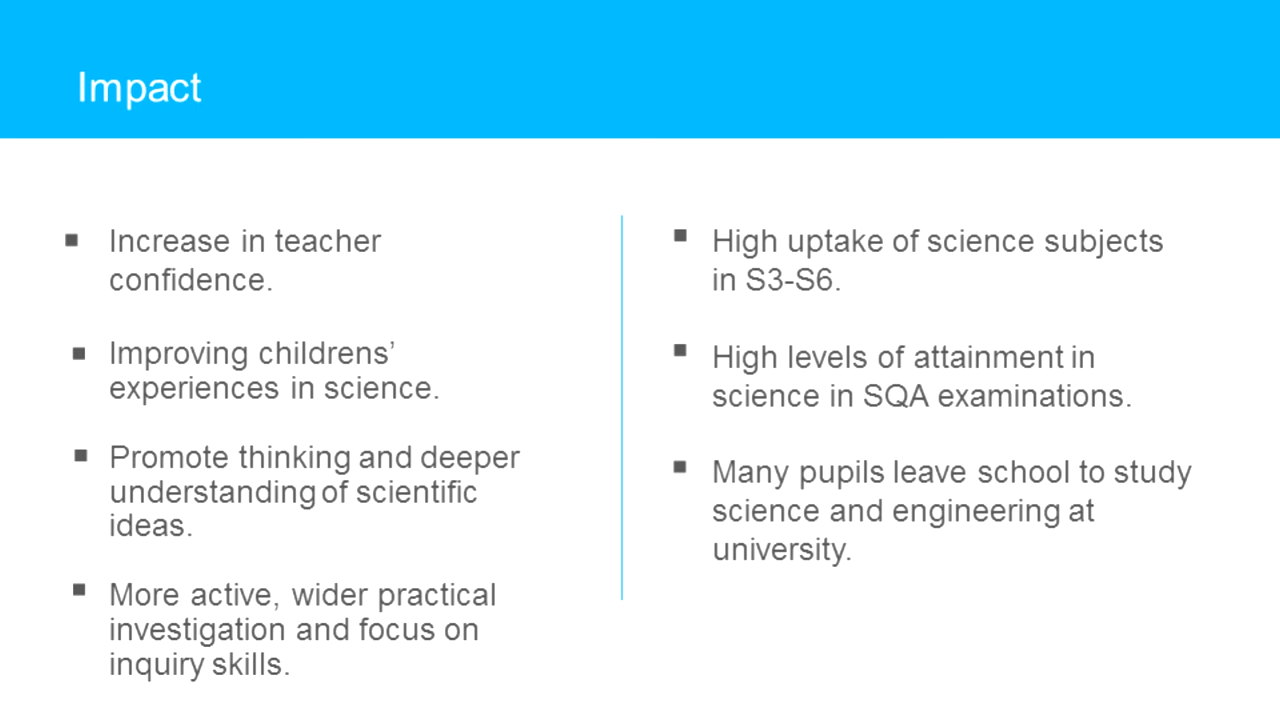 Impact
Increase in teacher
confidence.
Improving childrens’
experiences in science.
Promote thinking and deeper
understanding of scientific
ideas.
More active, wider practical
investigation and focus on
inquiry skills.
High uptake of science subjects
in S3-S6.
High levels of attainment in
science in SQA examinations.
Many pupils leave school to study
science and engineering at
university.